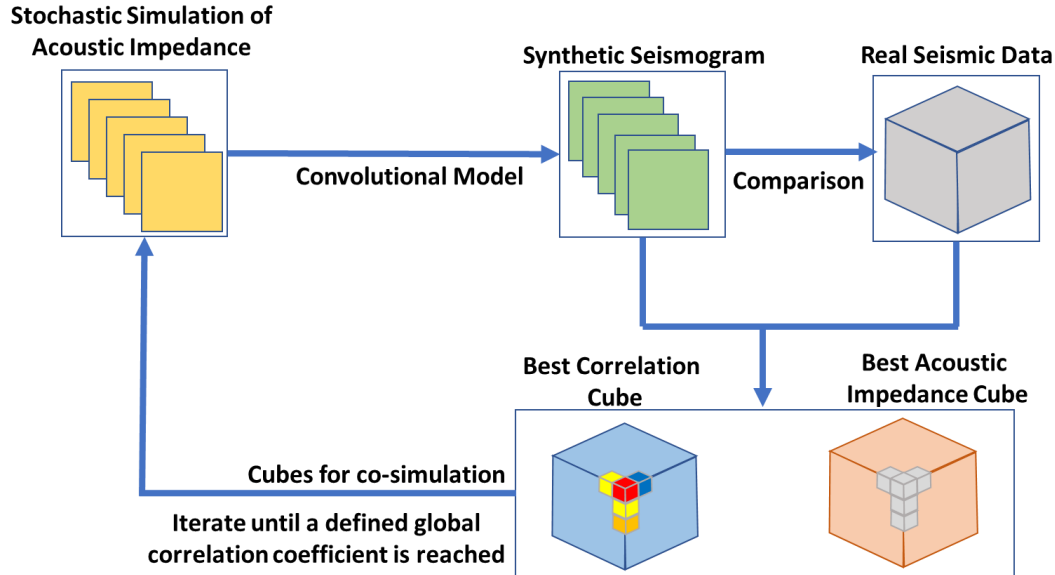 Stochastic Simulation of
Acoustic Impedance
Synthetic Seismogram
Real Seismic Data
Convolutional Model
Comparison
Best Correlation
Cube
Best Acoustic
Impedance Cube
Cubes for co-simulation
Iterate until a defined global
correlation coefficient is reached